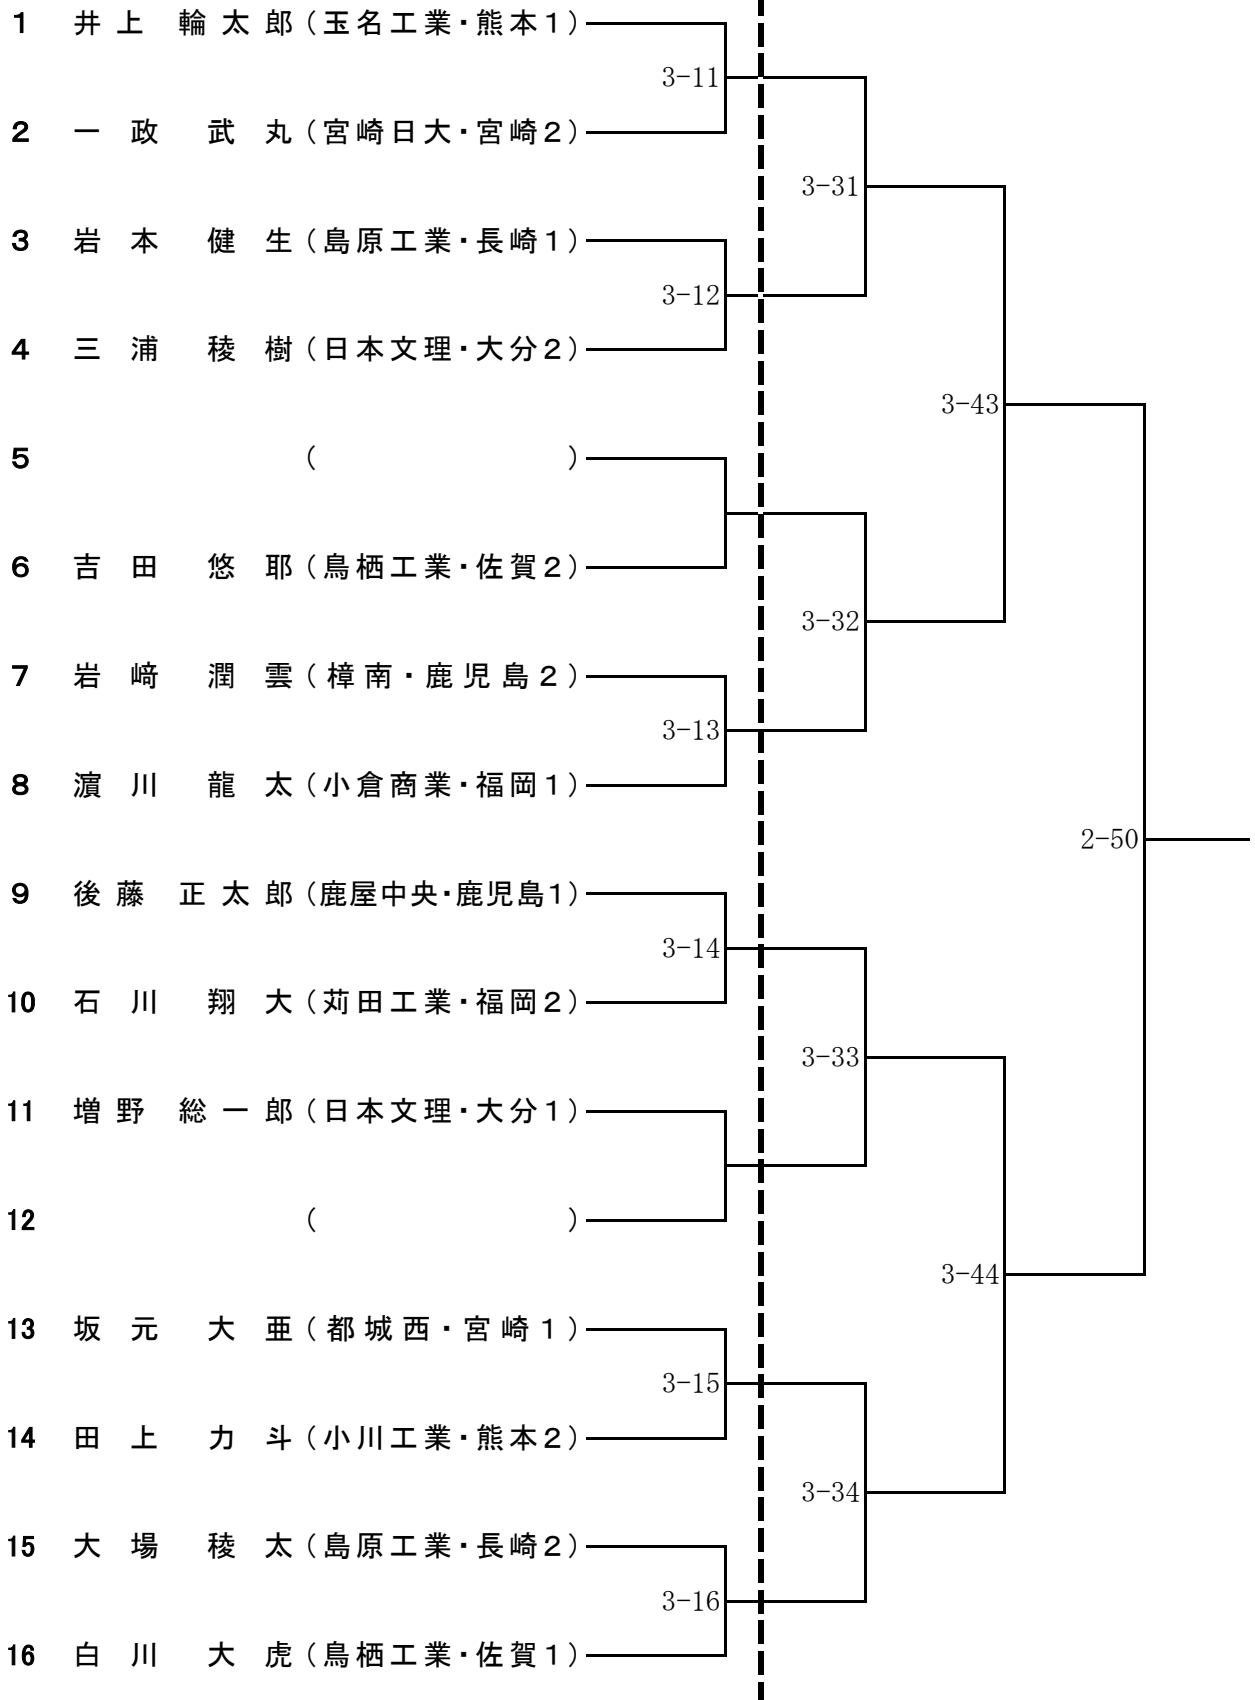 1 井上 輪太郎 (玉名工業・熊本1)
3-11
2 一政 武丸 (宮崎日大・宮崎2)
3-31
3 岩本 健生 (島原工業・長崎1)
3-12
4 三浦 稜樹 (日本文理・大分2)
3-43
5 ( )
6 吉田 悠耶 (鳥栖工業・佐賀2)
3-32
7 岩﨑 潤雲 (樟南・鹿児島2)
3-13
8 濵川 龍太 (小倉商業・福岡1)
2-50
9 後藤 正太郎 (鹿屋中央・鹿児島1)
3-14
10 石川 翔大 (苅田工業・福岡2)
3-33
11 増野 総一郎 (日本文理・大分1)
12 ( )
3-44
13 坂元 大亜 (都城西・宮崎1)
3-15
14 田上 力斗 (小川工業・熊本2)
3-34
15 大場 稜太 (島原工業・長崎2)
3-16
16 白川 大虎 (鳥栖工業・佐賀1)